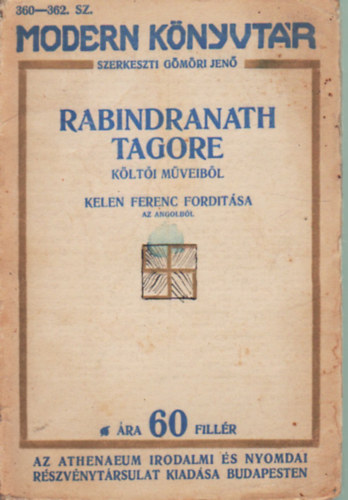 360—362. SZ.
MODERN KÖNYVTÁR
SZERKESZTI GÖMÖRI JENŐ
RABINDRANATH
TAGORE
KÖLTŐI MŰVEIBŐL
KELEN FERENC FORDITÁSA
AZ ANGOLBÓL
ÁRA 60 FILLÉR
AZ ATHENAEUM IRODALMI ÉS NYOMDAI
RÉSZVÉNYTÁRSULAT KIADÁSA BUDAPESTEN